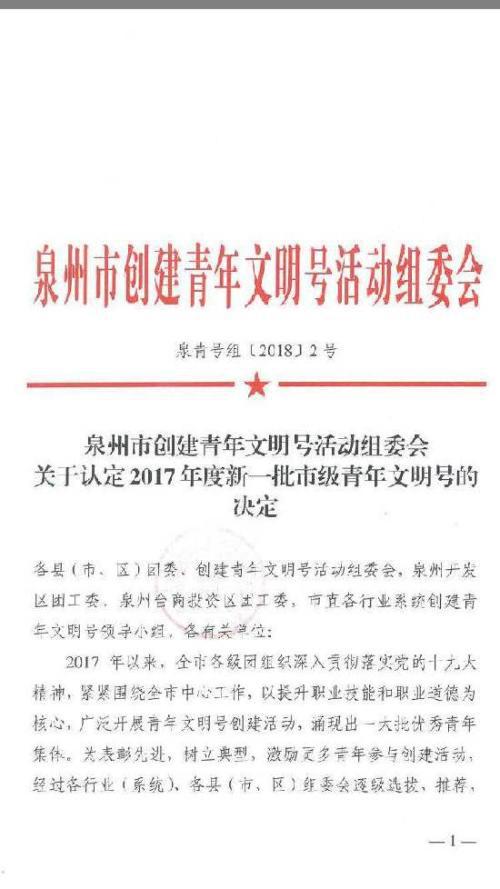 泉州市创建青年文明号活动组委会
泉青号组〔2018〕2号
泉州市创建青年文明号活动组委会
关于认定2017年度新一批市级青年文明号的
决定
各县（市、区）团委、创建青年文明号活动组委会，泉州开发
区团工委、泉州台商投资区团工委，市直各行业系统创建青
年文明号领导小组，各有关单位：
2017 年以来，全市各级团组织深入贯彻落实党的十九大
精神，紧紧围绕全市中心工作，以提升职业技能和职业道德为
核心，广泛开展青年文明号创建活动，涌现出一大批优秀青年
集体。为表彰先进，树立典型，激励更多青年参与创建活动，
经过各行业（系统）、各县（市、区）组委会逐级选拔、推荐，
—1—